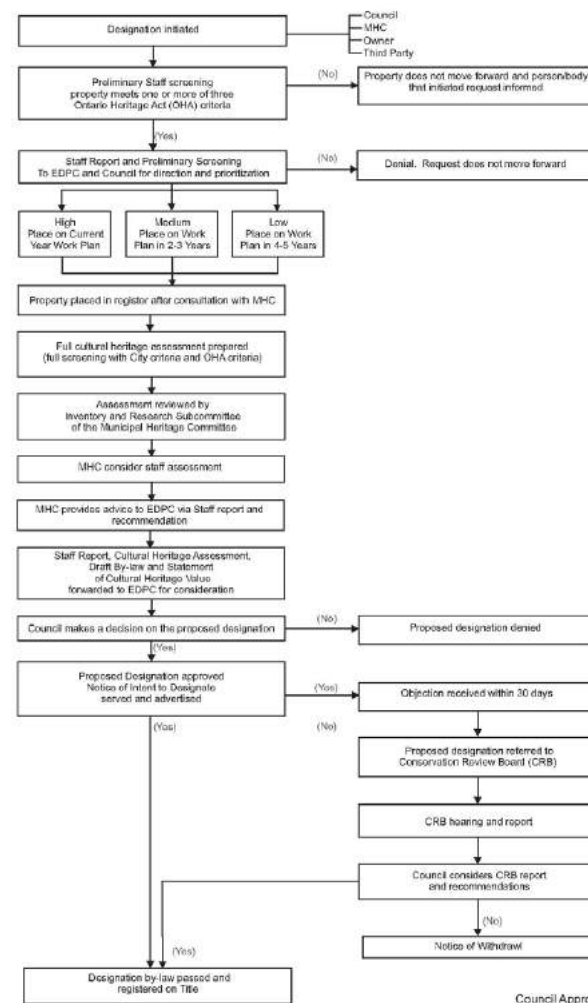 Designation initiated
Council
MHC
Owner
Third Party
Preliminary Staff screening
property meets one or more of three
Ontario Heritage Act (OHA) criteria
(No)
Property does not move forward and person/body
that initiated request informed
(Yes)
Staff Report and Preliminary Screening
To EDPC and Council for direction and prioritization
(No)
Denial. Request does not move forward
High
Place on Current
Year Work Plan
Medium
Place on Work
Plan in 2-3 Years
Low
Place on Work
Plan in 4-5 Years
Property placed in register after consultation with MHC
Full cultural heritage assessment prepared
(full screening with City criteria and OHA criteria)
Assessment reviewed by
Inventory and Research Subcommittee
of the Municipal Heritage Committee
MHC consider staff assessment
MHC provides advice to EDPC via Staff report and
recommendation
Staff Report, Cultural Heritage Assessment,
Draft By-law and Statement
of Cultural Heritage Value
forwarded to EDPC for consideration
Council makes a decision on the proposed designation
(No)
Proposed designation denied
(Yes)
Proposed Designation approved
Notice of Intent to Designate
served and advertised
(Yes)
Objection received within 30 days
(Yes)
(No)
Proposed designation referred to
Conservation Review Board (CRB)
CRB hearing and report
Council considers CRB report
and recommendations
(No)
(Yes)
Notice of Withdrawl
Designation by-law passed and
registered on Title
Council Appro